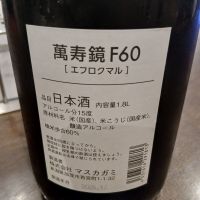 萬寿鏡 F60
[エフロクマル]
品目 日本酒 内容量1.8L
アルコール分15度
原材料名 米(国産)、米こうじ(国産米)、
醸造アルコール
精米歩合60%
製造者
株式会社 マスカガミ